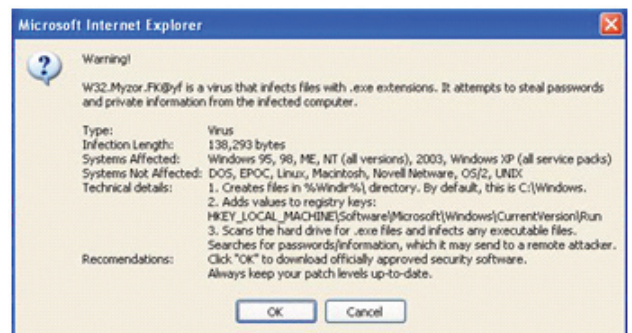 Microsoft Internet Explorer
Warning!
W32.Myzor.FK@yf is a virus that infects files with .exe extensions. It attempts to steal passwords
and private information from the infected computer.
Type: Virus
Infection Length: 138,293 bytes
Systems Affected: Windows 95, 98, ME, NT (all versions), 2003, Windows XP (all service packs)
Systems Not Affected: DOS, EPOC, Linux, Macintosh, Novell Netware, OS/2, UNIX
Technical details: 1. Creates files in %Windir%\ directory. By default, this is C:\Windows.
2. Adds values to registry keys:
HKEY_LOCAL_MACHINE\Software\Microsoft\Windows\CurrentVersion\Run
3. Scans the hard drive for .exe files and infects any executable files.
Searches for passwords/information, which it may send to a remote attacker.
Recomendations: Click "OK" to download officially approved security software.
Always keep your patch levels up-to-date.
OK Cancel